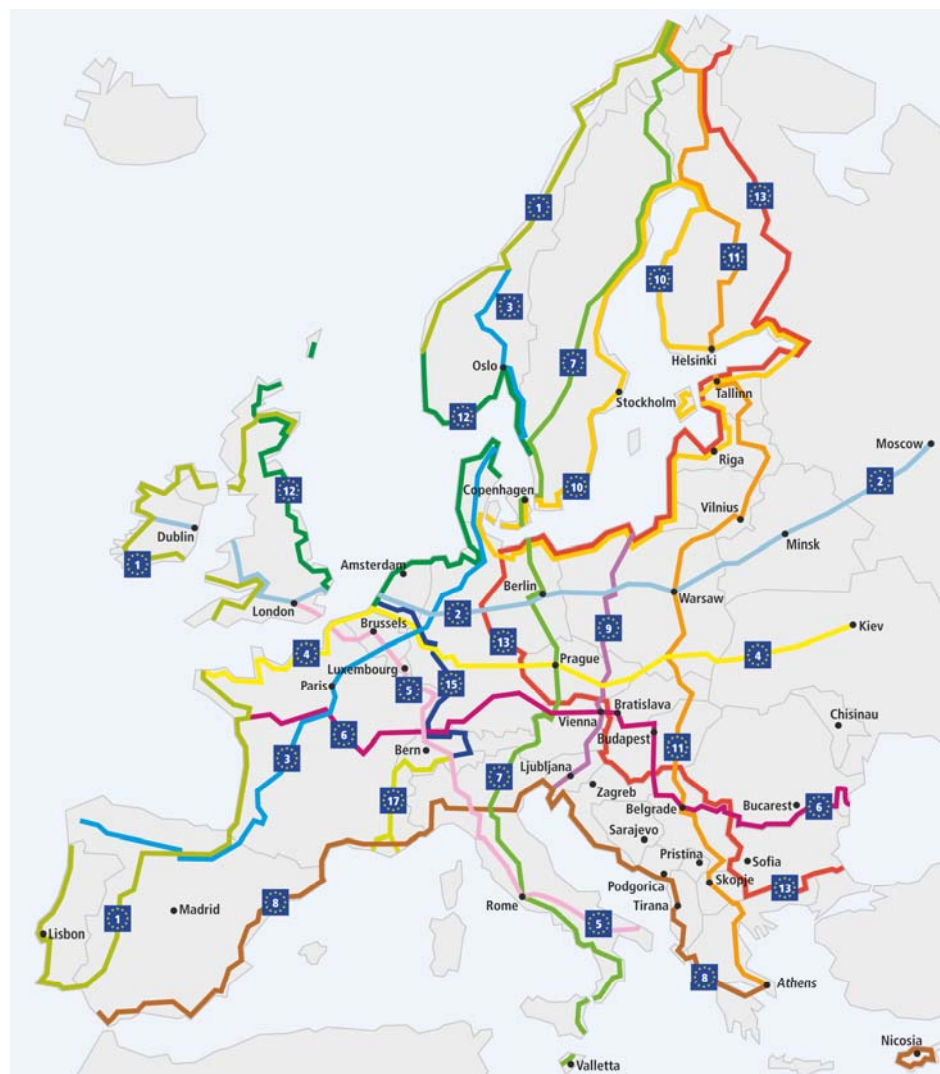 1
13
11
10
3
Oslo
7
Helsinki
Tallinn
Stockholm
12
Moscow
2
Riga
12
Copenhagen
10
Vilnius
Dublin
Minsk
1
Amsterdam
Berlin
Warsaw
London
2
Brussels
9
Kiev
4
13
4
Luxembourg
Prague
5
15
Paris
Vienna
Bratislava
Chisinau
6
Budapest
Bern
3
11
7
Ljubljana
17
Zagreb
Belgrade
Bucarest
6
Sarajevo
Pristina
Sofia
Podgorica
Skopje
13
8
Rome
Tirana
Madrid
1
5
Lisbon
8
Athens
Nicosia
Valletta